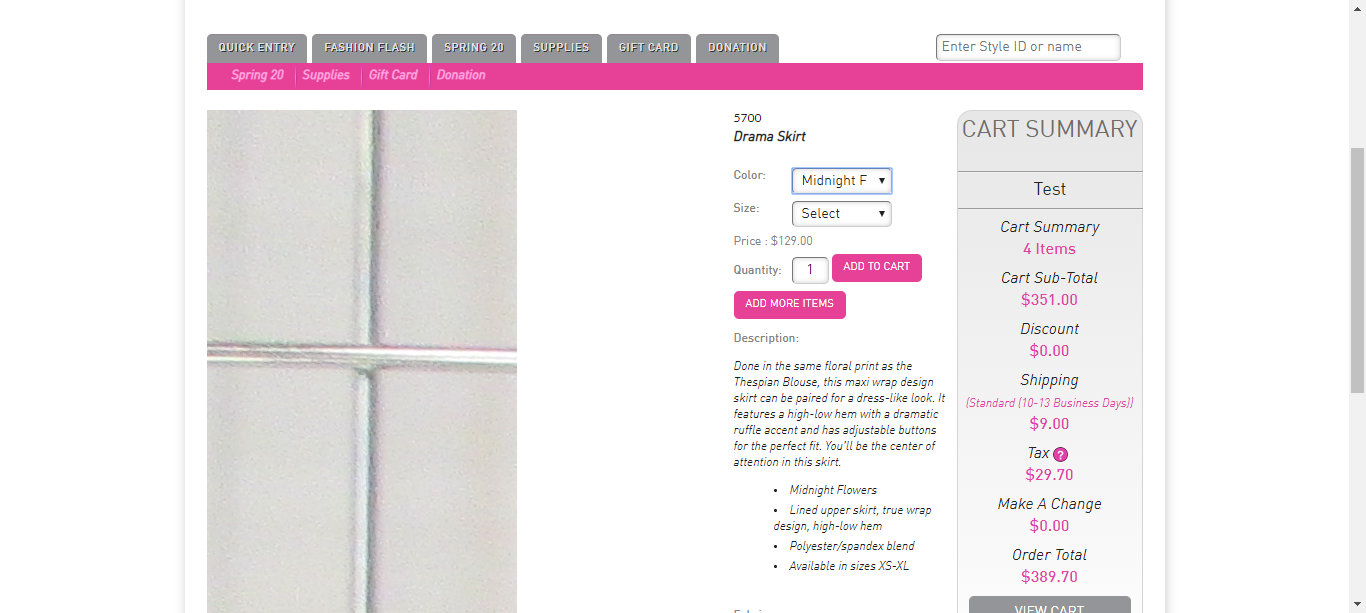 QUICK ENTRY
FASHION FLASH
SPRING 20
SUPPLIES
GIFT CARD
DONATION
Enter Style ID or name
Spring 20
Supplies
Gift Card
Donation
5700
Drama Skirt
Color:
Midnight F
Size:
Select
Price : $129.00
Quantity:
1
ADD TO CART
ADD MORE ITEMS
Description:
Done in the same floral print as the
Thespian Blouse, this maxi wrap design
skirt can be paired for a dress-like look. It
features a high-low hem with a dramatic
ruffle accent and has adjustable buttons
for the perfect fit. You'll be the center of
attention in this skirt.
• Midnight Flowers
• Lined upper skirt, true wrap
design, high-low hem
• Polyester/spandex blend
• Available in sizes XS-XL
CART SUMMARY
Test
Cart Summary
4 Items
Cart Sub-Total
$351.00
Discount
$0.00
Shipping
(Standard (10-13 Business Days))
$9.00
Tax ?
$29.70
Make A Change
$0.00
Order Total
$389.70
VIEW CART